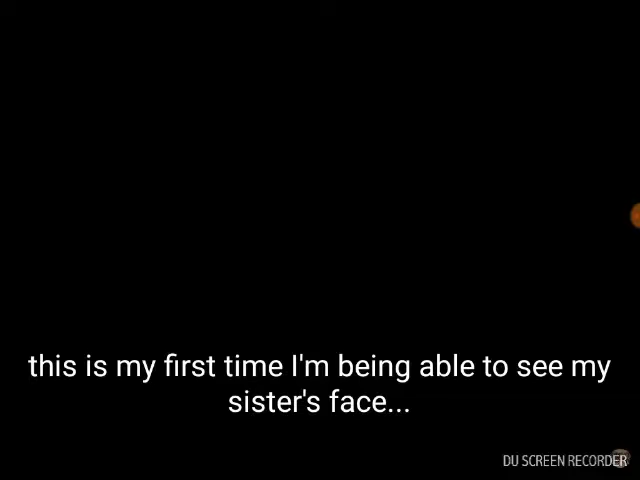 this is my first time I'm being able to see my
sister's face...
DU SCREEN RECORDER